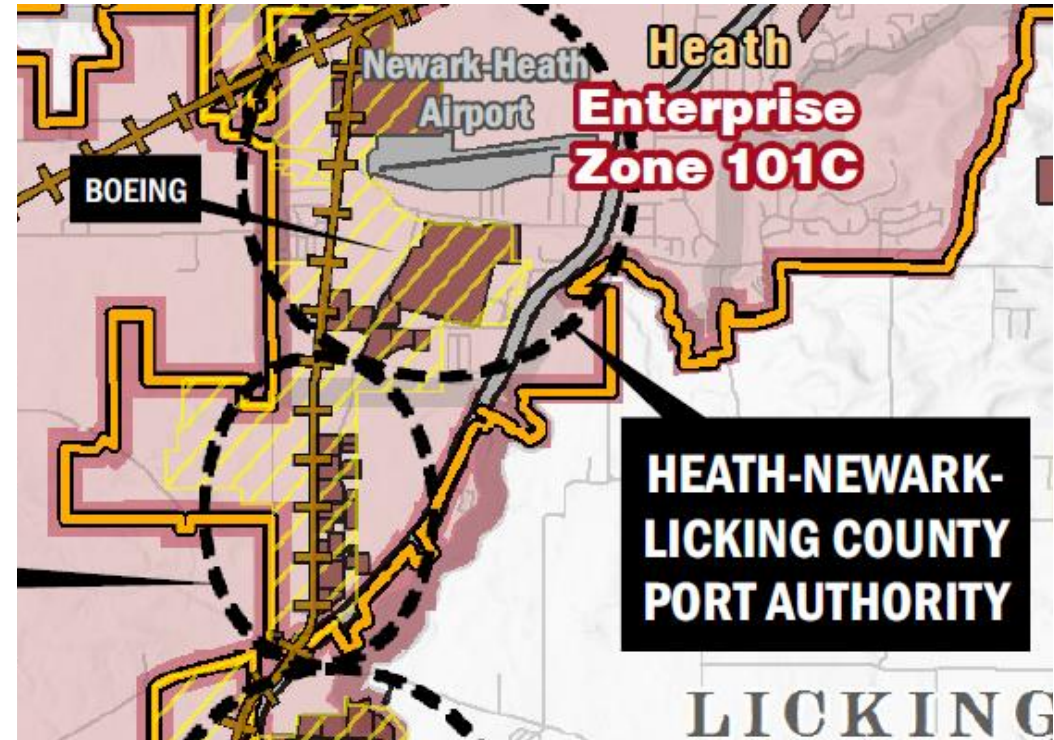 Newark-Heath
Airport
Heath
Enterprise
Zone 101C
BOEING
HEATH-NEWARK-
LICKING COUNTY
PORT AUTHORITY
LICKING